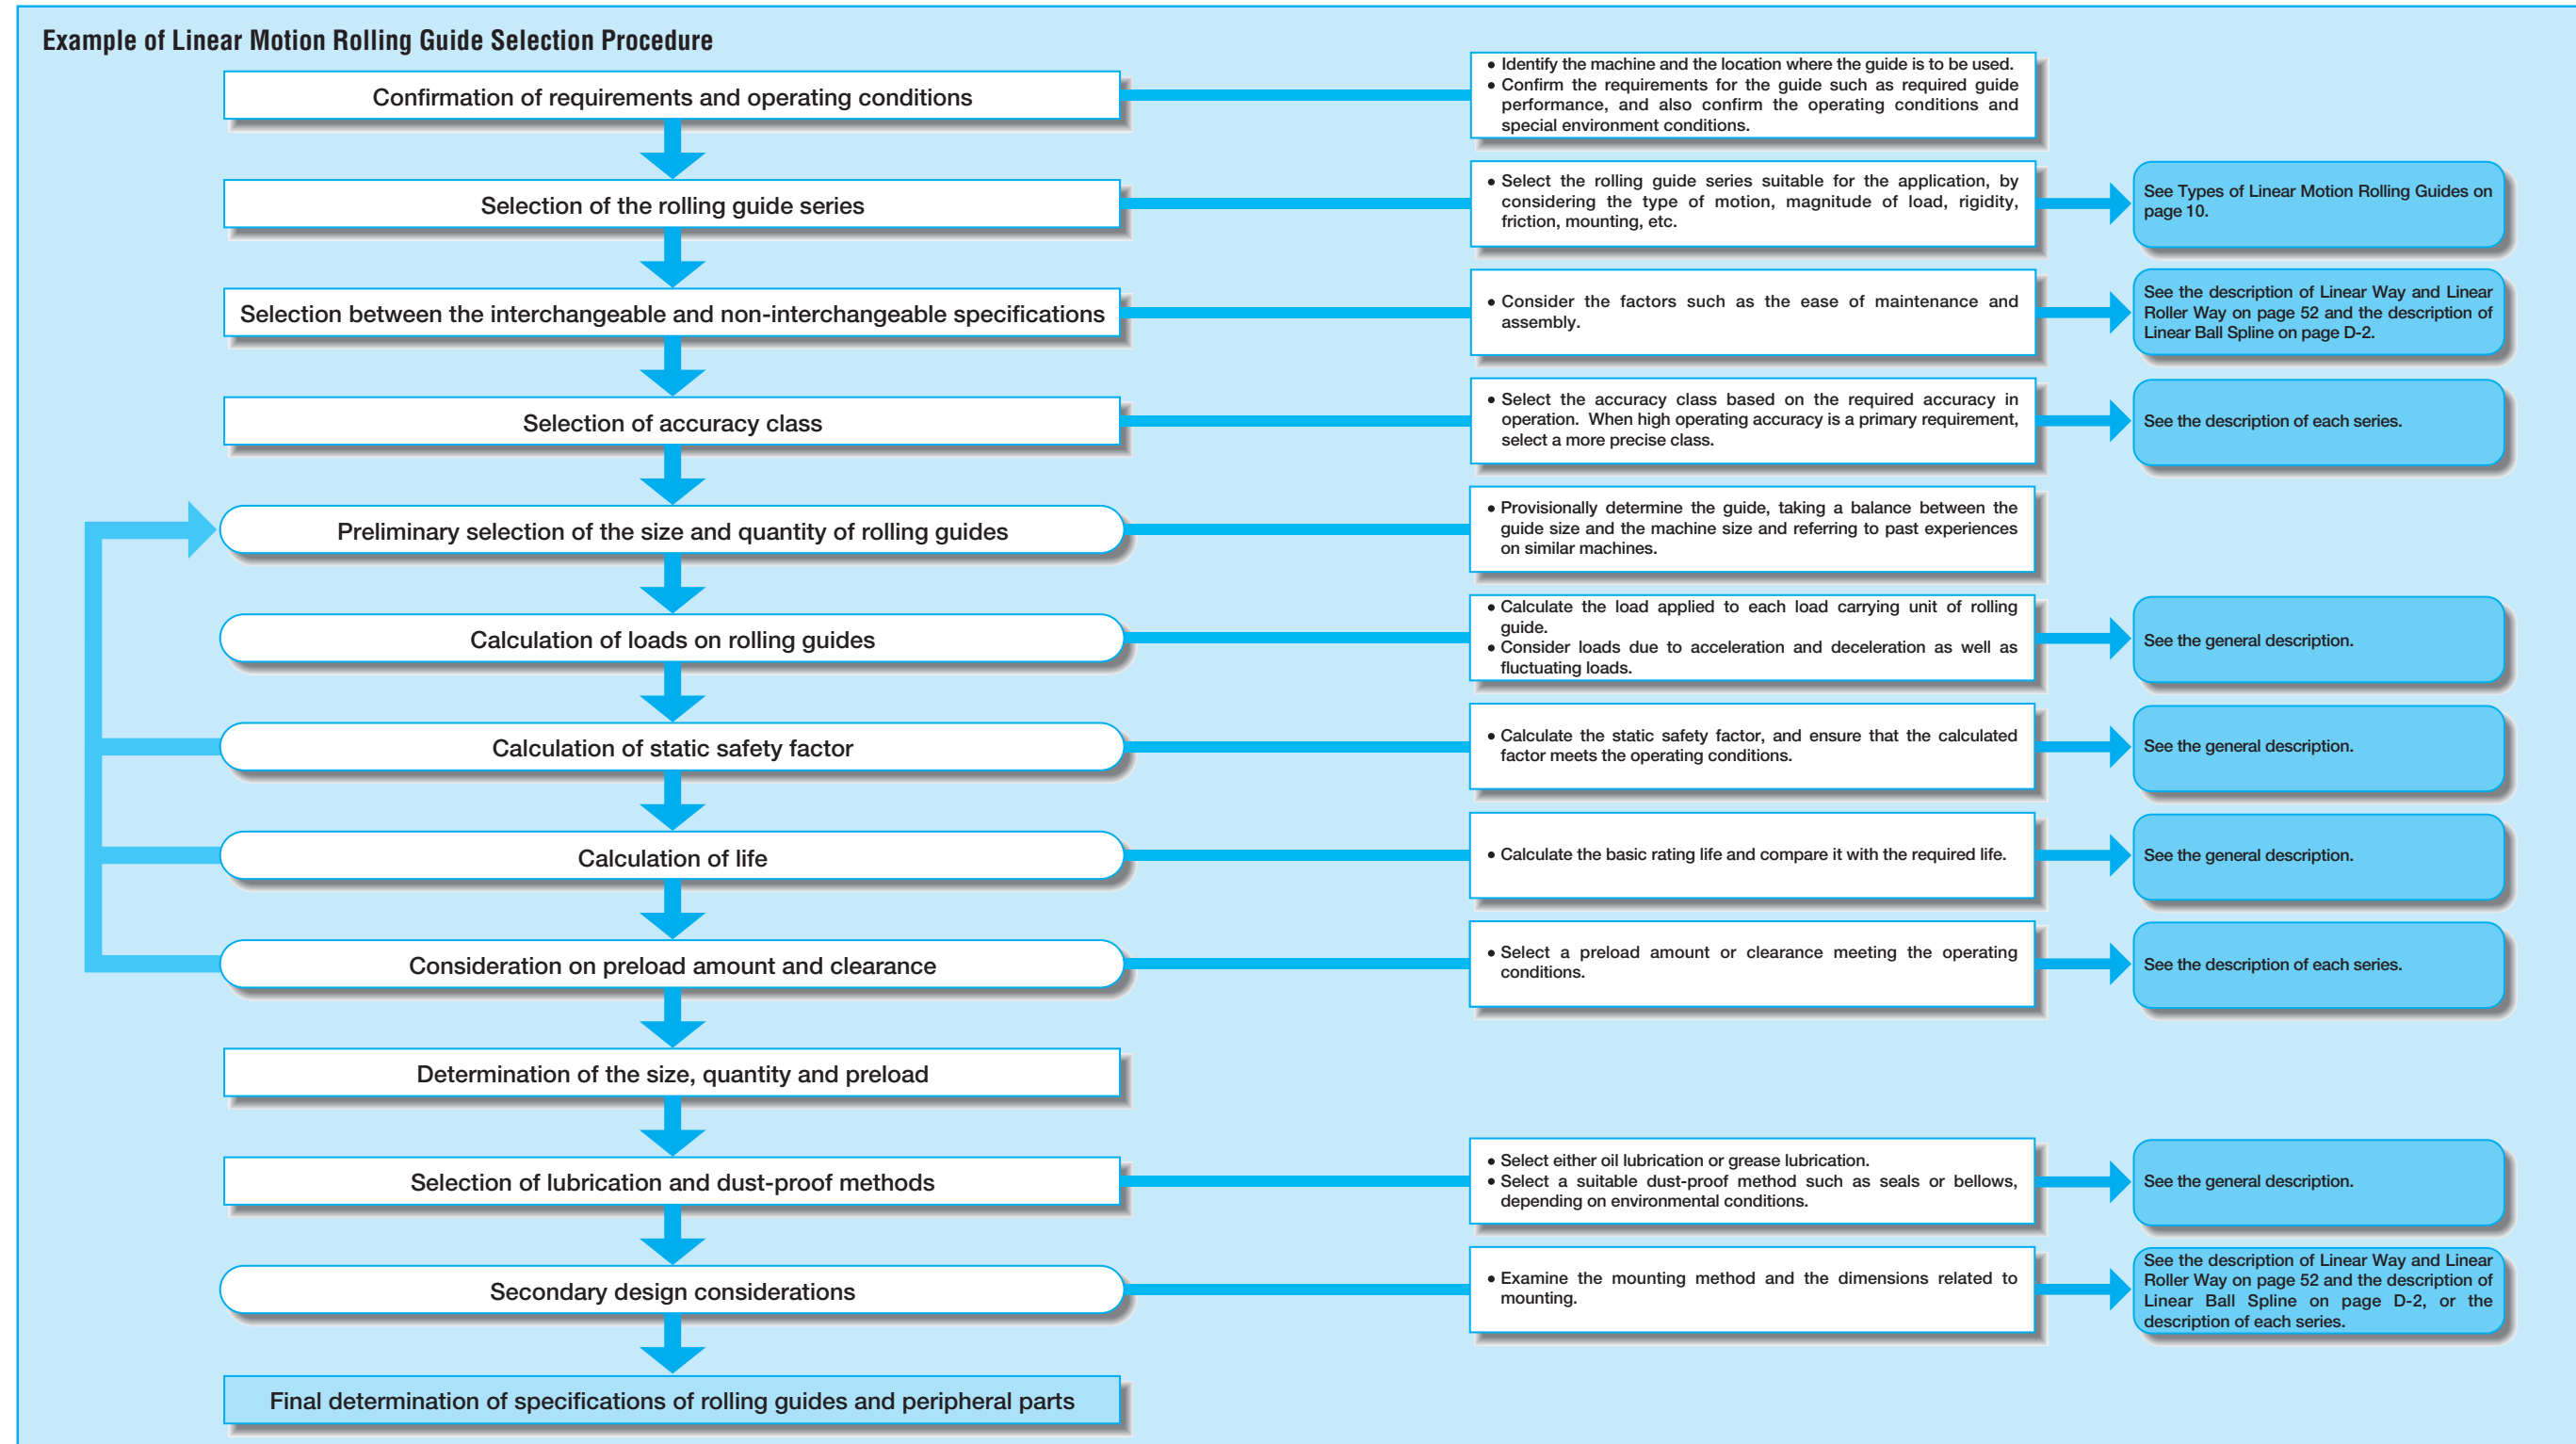 Example of Linear Motion Rolling Guide Selection Procedure
Confirmation of requirements and operating conditions
• Identify the machine and the location where the guide is to be used.
• Confirm the requirements for the guide such as required guide
performance, and also confirm the operating conditions and
special environment conditions.
Selection of the rolling guide series
• Select the rolling guide series suitable for the application, by
considering the type of motion, magnitude of load, rigidity,
friction, mounting, etc.
See Types of Linear Motion Rolling Guides on
page 10.
Selection between the interchangeable and non-interchangeable specifications
• Consider the factors such as the ease of maintenance and
assembly.
See the description of Linear Way and Linear
Roller Way on page 52 and the description of
Linear Ball Spline on page D-2.
Selection of accuracy class
• Select the accuracy class based on the required accuracy in
operation. When high operating accuracy is a primary requirement,
select a more precise class.
See the description of each series.
Preliminary selection of the size and quantity of rolling guides
• Provisionally determine the guide, taking a balance between the
guide size and the machine size and referring to past experiences
on similar machines.
Calculation of loads on rolling guides
• Calculate the load applied to each load carrying unit of rolling
guide.
• Consider loads due to acceleration and deceleration as well as
fluctuating loads.
See the general description.
Calculation of static safety factor
• Calculate the static safety factor, and ensure that the calculated
factor meets the operating conditions.
See the general description.
Calculation of life
• Calculate the basic rating life and compare it with the required life.
See the general description.
Consideration on preload amount and clearance
• Select a preload amount or clearance meeting the operating
conditions.
See the description of each series.
Determination of the size, quantity and preload
Selection of lubrication and dust-proof methods
• Select either oil lubrication or grease lubrication.
• Select a suitable dust-proof method such as seals or bellows,
depending on environmental conditions.
See the general description.
Secondary design considerations
• Examine the mounting method and the dimensions related to
mounting.
See the description of Linear Way and Linear
Roller Way on page 52 and the description of
Linear Ball Spline on page D-2, or the
description of each series.
Final determination of specifications of rolling guides and peripheral parts